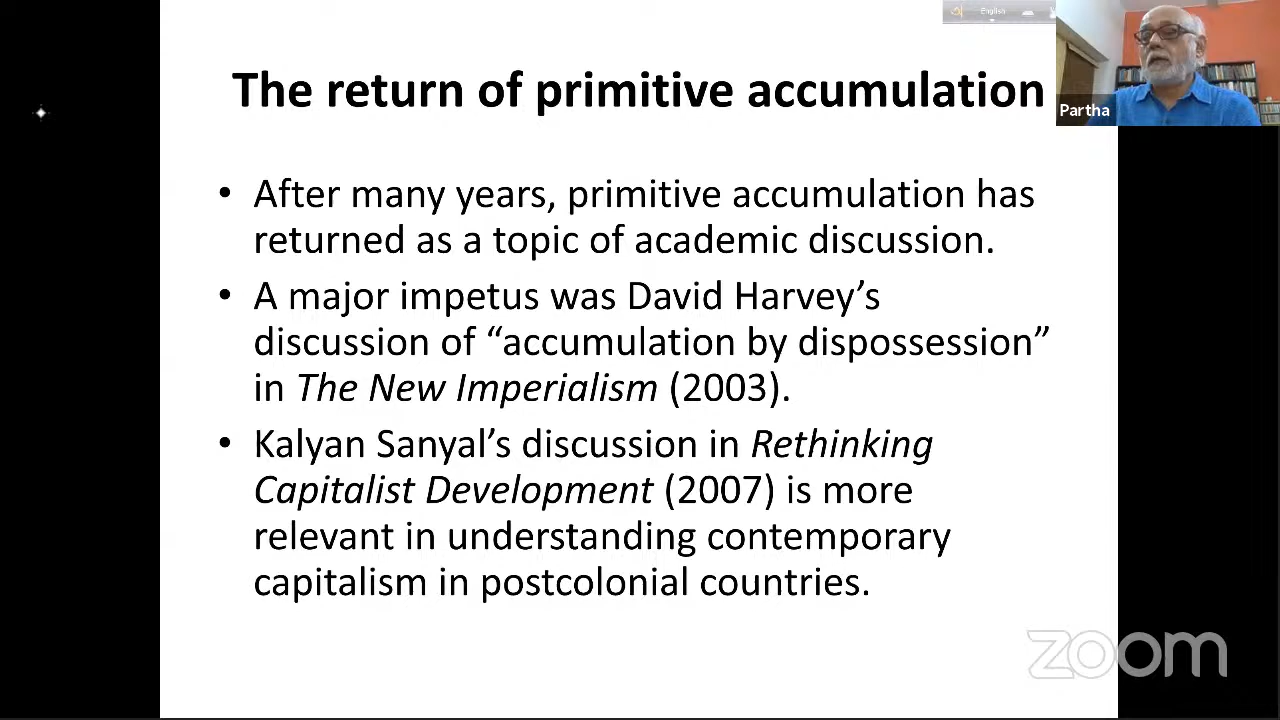 English
Partha
The return of primitive accumulation
• After many years, primitive accumulation has
returned as a topic of academic discussion.
• A major impetus was David Harvey’s
discussion of “accumulation by dispossession”
in The New Imperialism (2003).
• Kalyan Sanyal’s discussion in Rethinking
Capitalist Development (2007) is more
relevant in understanding contemporary
capitalism in postcolonial countries.
zoom